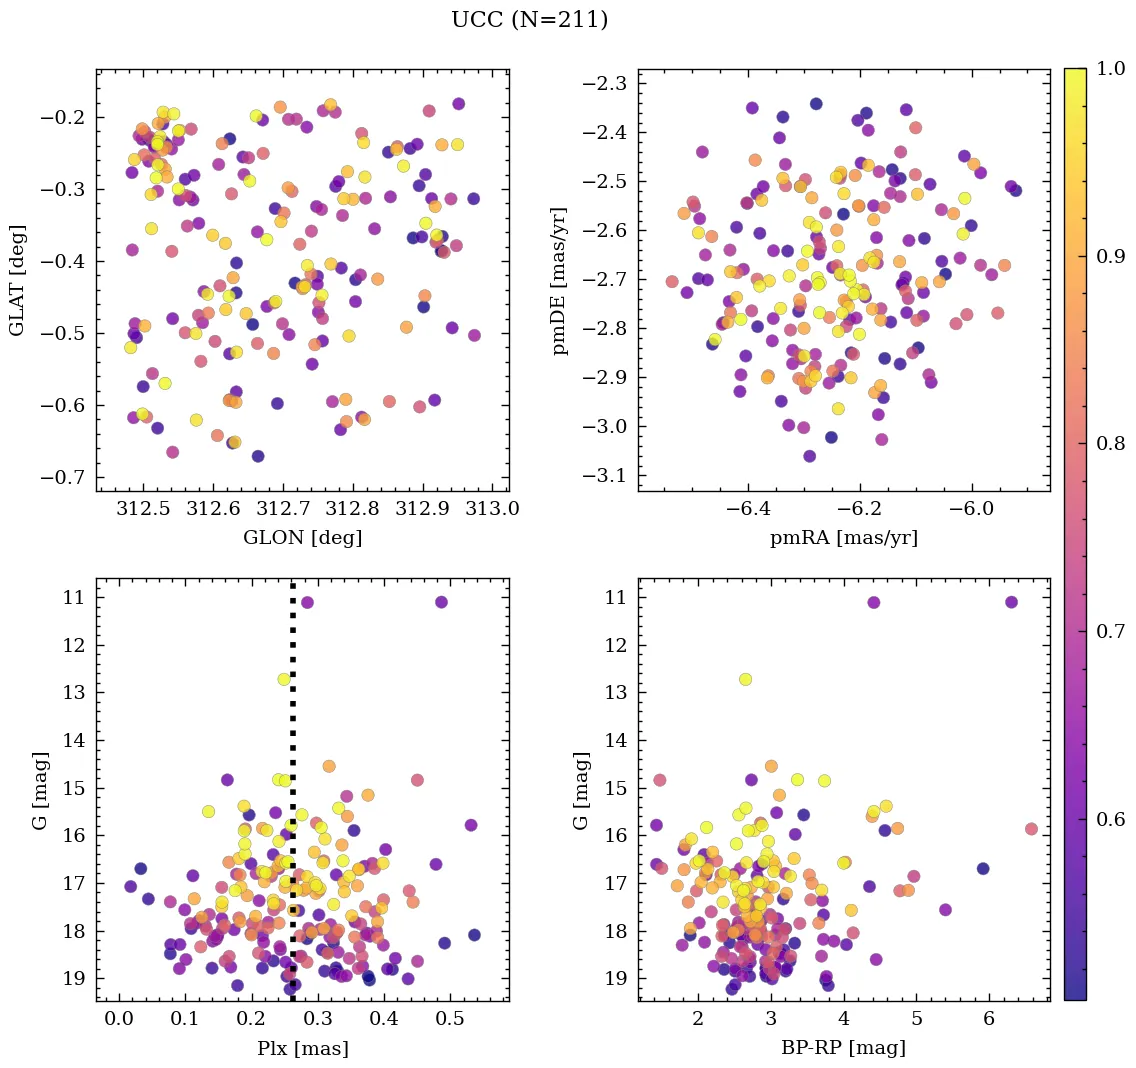 UCC (N=211)
−0.2
−0.3
−0.4
−0.5
−0.6
−0.7
GLAT [deg]
312.5 312.6 312.7 312.8 312.9 313.0
GLON [deg]
−2.3
−2.4
−2.5
−2.6
−2.7
−2.8
−2.9
−3.0
−3.1
pmDE [mas/yr]
−6.4 −6.2 −6.0
pmRA [mas/yr]
1.0
0.9
0.8
0.7
0.6
11
12
13
14
15
16
17
18
19
G [mag]
0.0 0.1 0.2 0.3 0.4 0.5
Plx [mas]
11
12
13
14
15
16
17
18
19
G [mag]
2 3 4 5 6
BP-RP [mag]